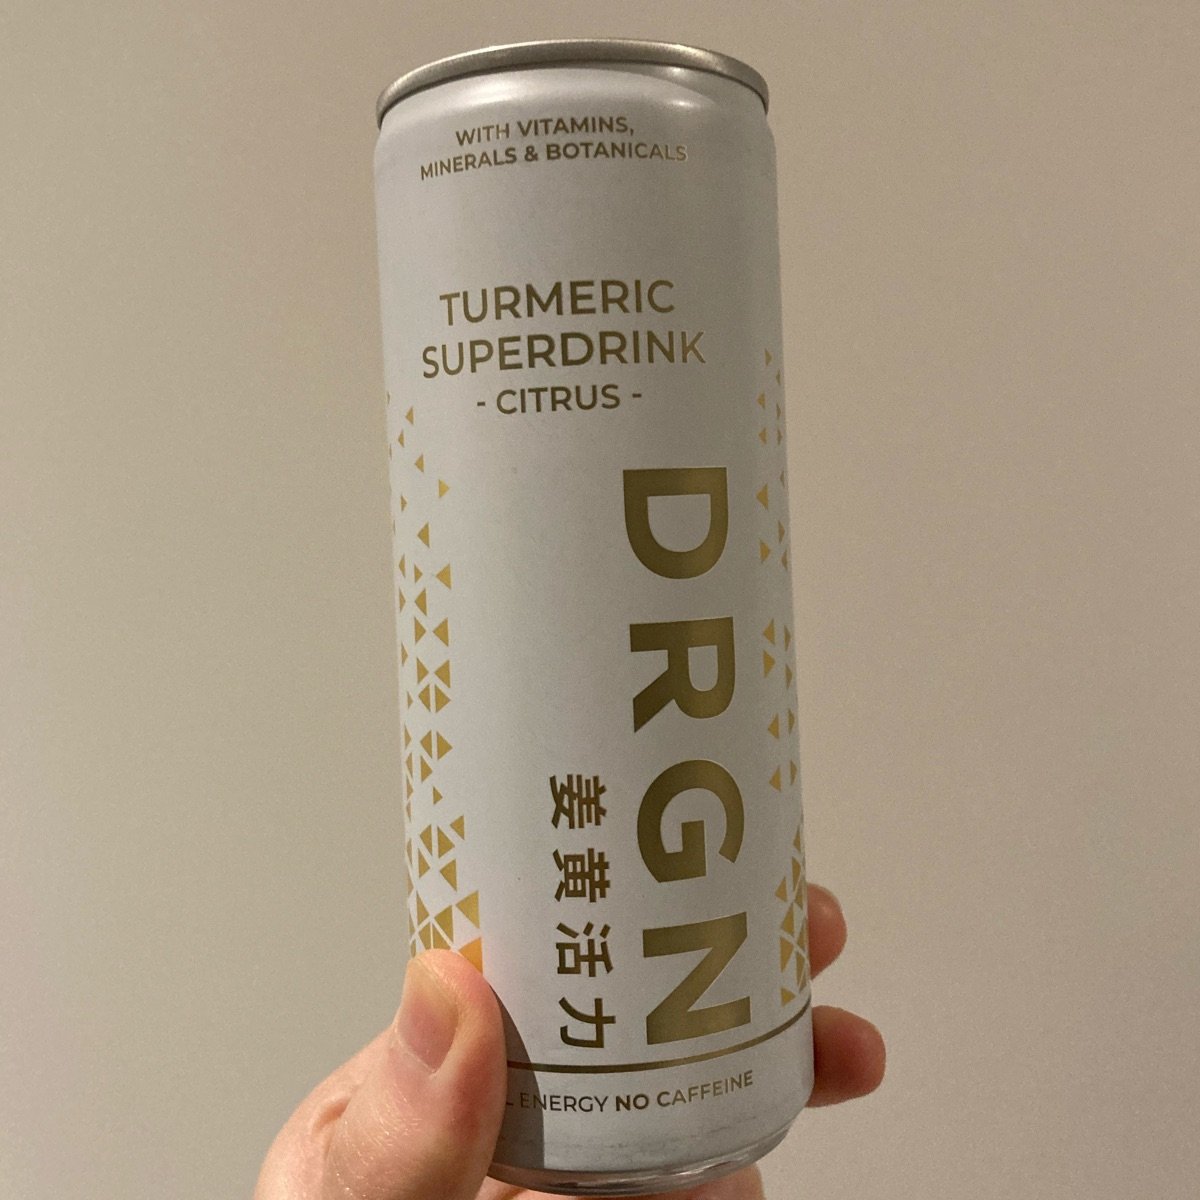 WITH VITAMINS,
MINERALS & BOTANICALS
TURMERIC
SUPERDRINK
- CITRUS -
DRGN
姜黄活力
ENERGY NO CAFFEINE